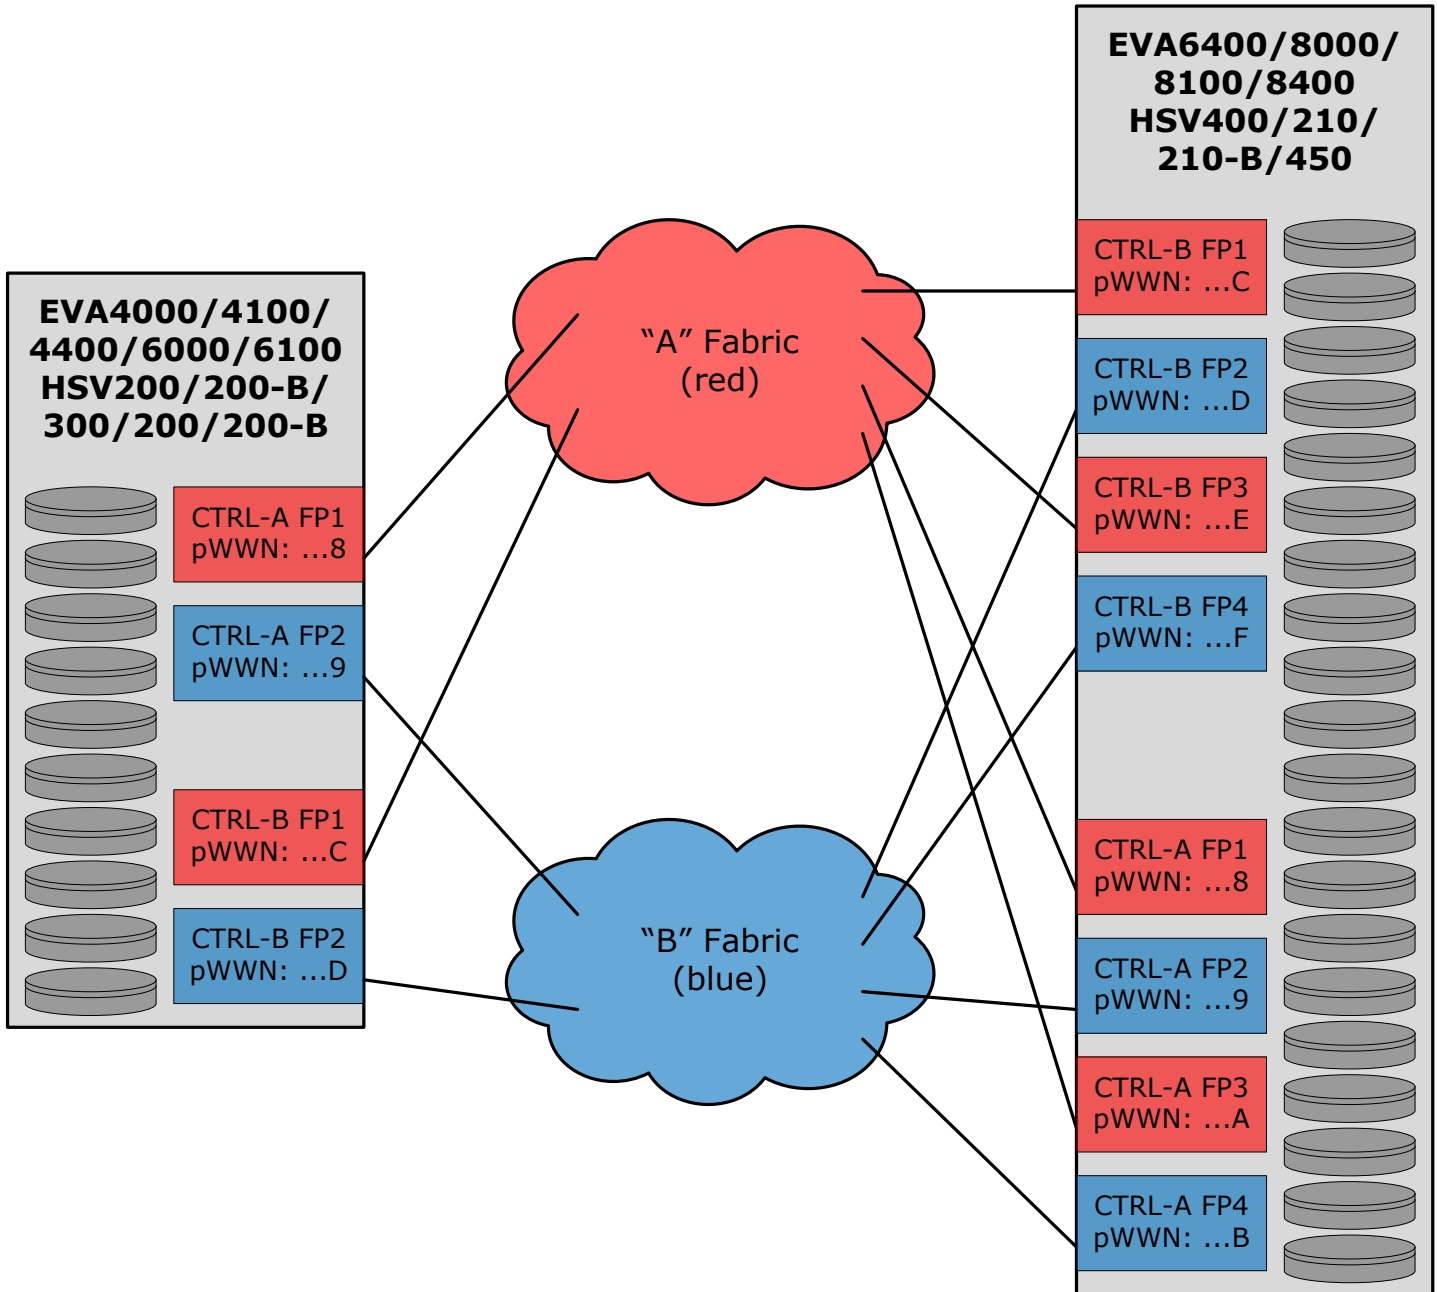 EVA4000/4100/
4400/6000/6100
HSV200/200-B/
300/200/200-B
CTRL-A FP1
pWWN: ...8
CTRL-A FP2
pWWN: ...9
CTRL-B FP1
pWWN: ...C
CTRL-B FP2
pWWN: ...D
“A” Fabric
(red)
“B” Fabric
(blue)
EVA6400/8000/
8100/8400
HSV400/210/
210-B/450
CTRL-B FP1
pWWN: ...C
CTRL-B FP2
pWWN: ...D
CTRL-B FP3
pWWN: ...E
CTRL-B FP4
pWWN: ...F
CTRL-A FP1
pWWN: ...8
CTRL-A FP2
pWWN: ...9
CTRL-A FP3
pWWN: ...A
CTRL-A FP4
pWWN: ...B